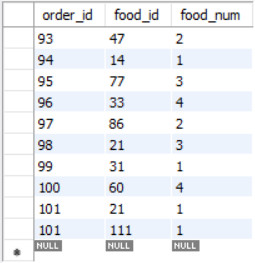 order_id food_id food_num
93 47 2
94 14 1
95 77 3
96 33 4
97 86 2
98 21 3
99 31 1
100 60 4
101 21 1
101 111 1
NULL NULL NULL